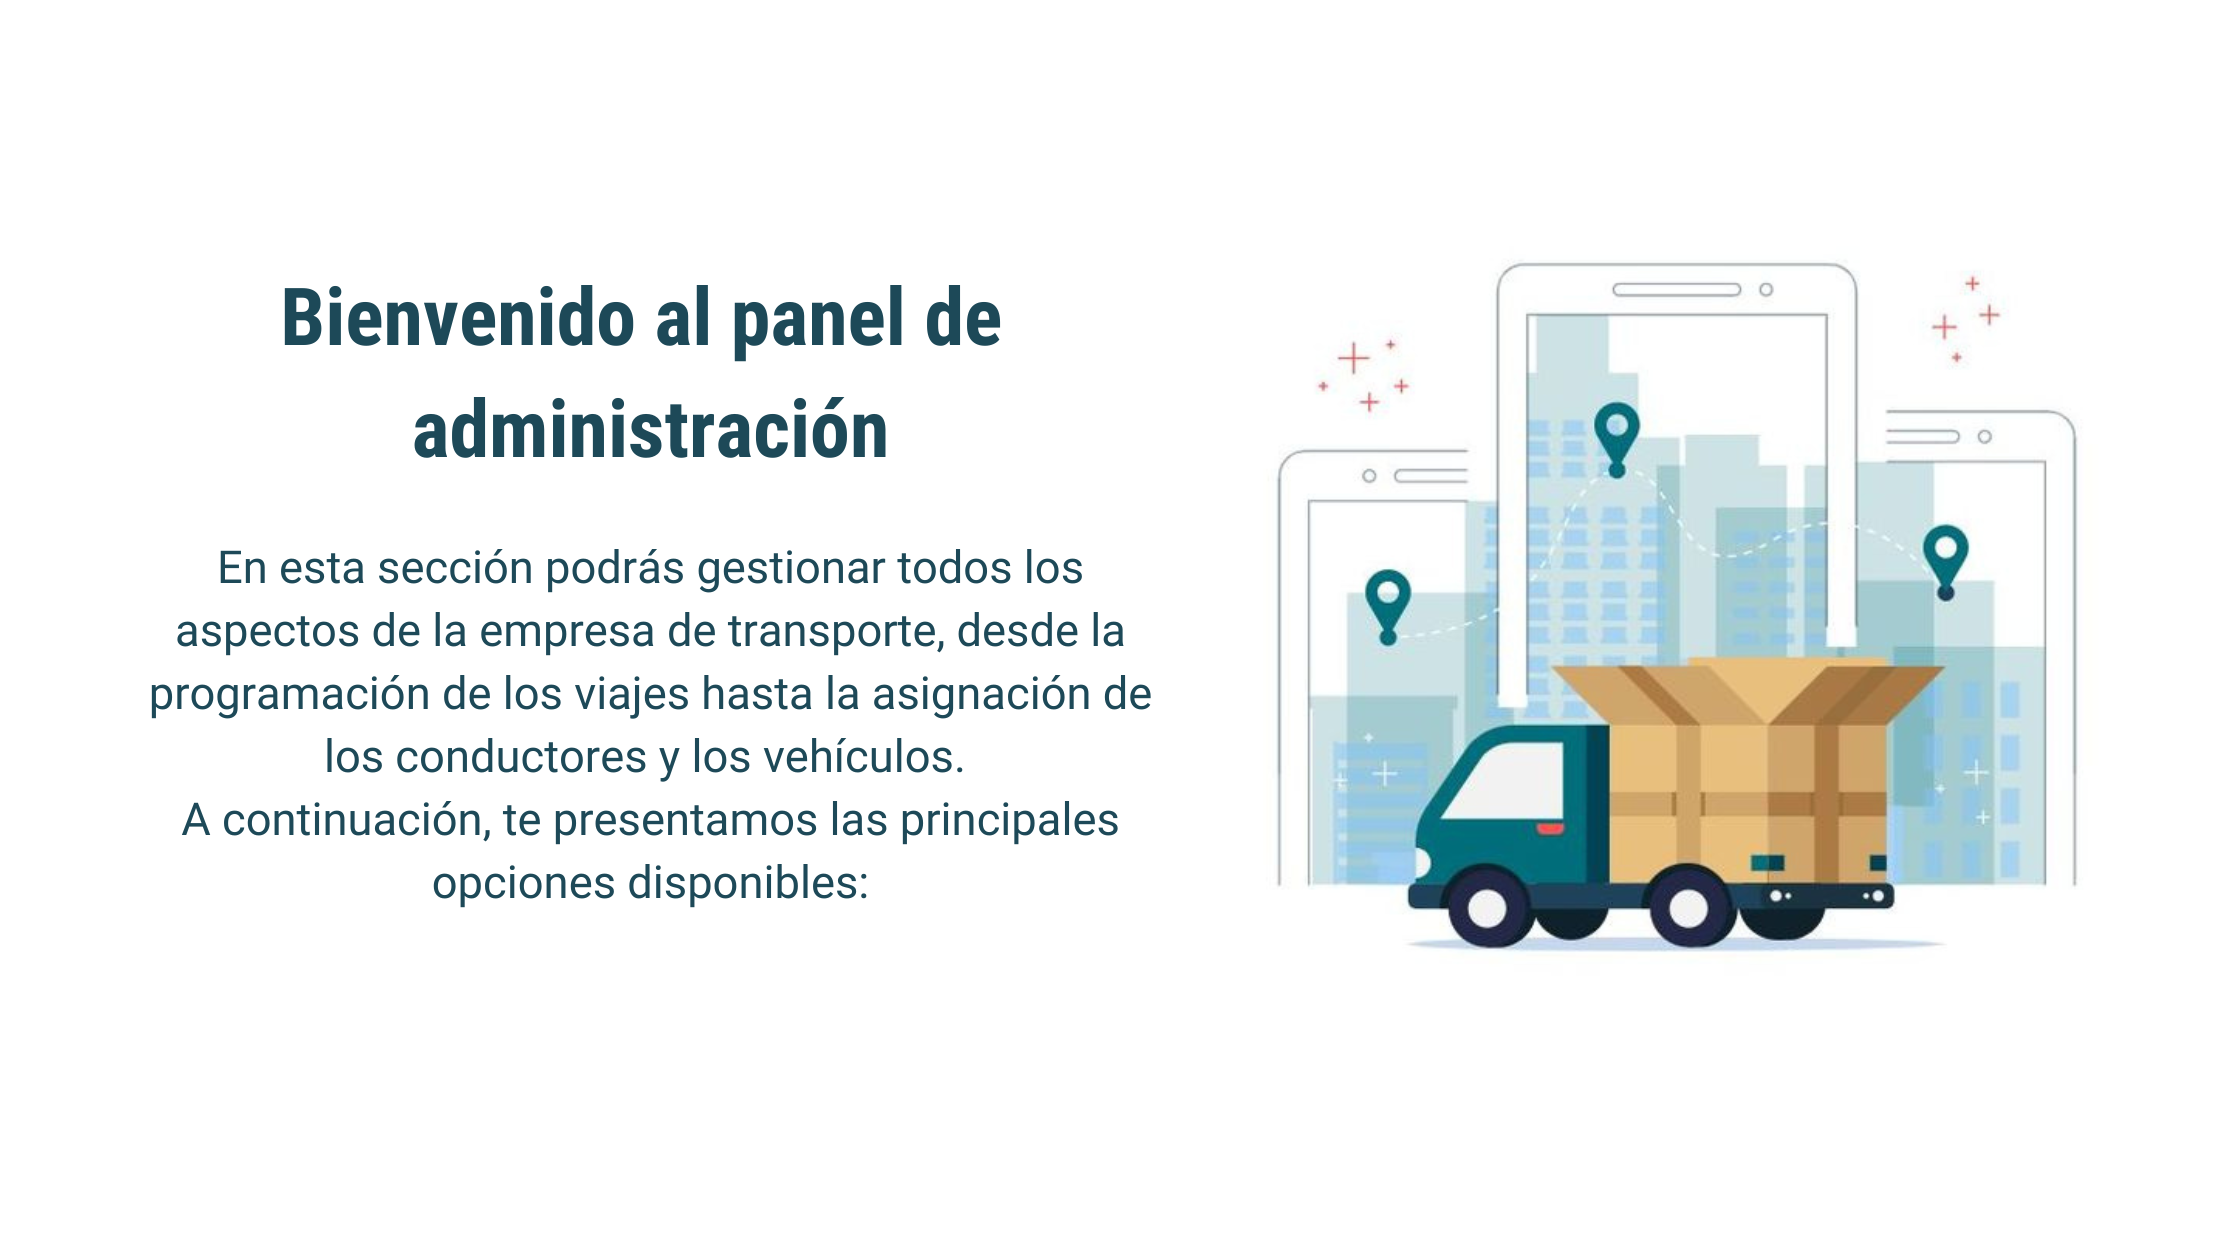 Bienvenido al panel de
administración
En esta sección podrás gestionar todos los
aspectos de la empresa de transporte, desde la
programación de los viajes hasta la asignación de
los conductores y los vehículos.
A continuación, te presentamos las principales
opciones disponibles: